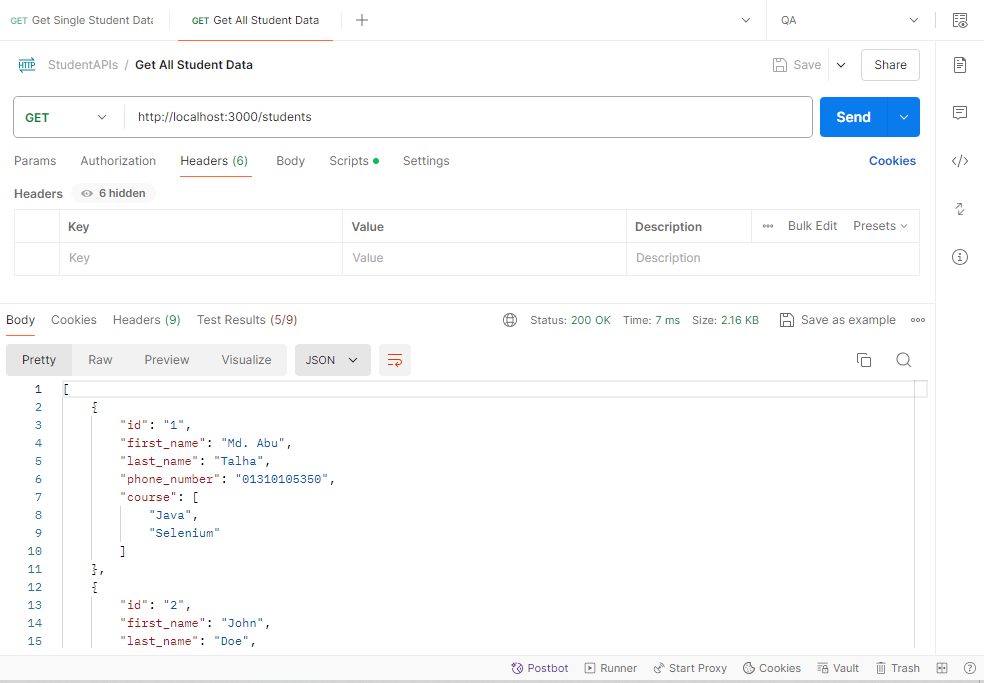 GET Get Single Student Data GET Get All Student Data QA
HTTP StudentAPIs / Get All Student Data Save Share
GET http://localhost:3000/students Send
Params Authorization Headers (6) Body Scripts Settings Cookies
Headers 6 hidden
Key Value Description Bulk Edit Presets
Key Value Description
Body Cookies Headers (9) Test Results (5/9) Status: 200 OK Time: 7 ms Size: 2.16 KB Save as example
Pretty Raw Preview Visualize JSON
1 [
2 {
3 "id": "1",
4 "first_name": "Md. Abu",
5 "last_name": "Talha",
6 "phone_number": "01310105350",
7 "course": [
8 "Java",
9 "Selenium"
10 ]
11 },
12 {
13 "id": "2",
14 "first_name": "John",
15 "last_name": "Doe",
Postbot Runner Start Proxy Cookies Vault Trash